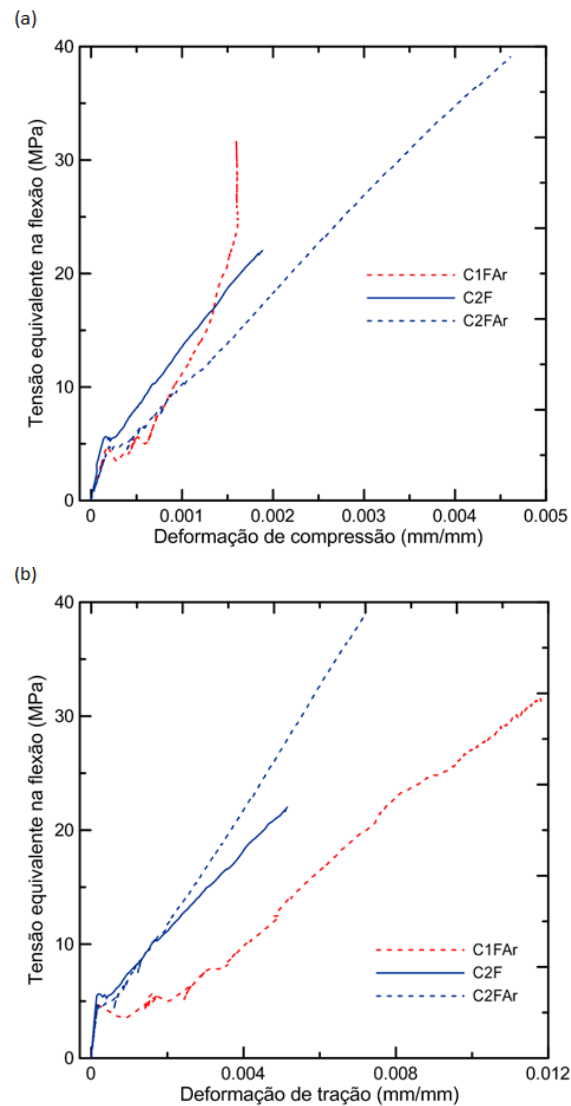 (a)
40
30
20
10
0
Tensão equivalente na flexão (MPa)
C1FAr
C2F
C2FAr
0 0.001 0.002 0.003 0.004 0.005
Deformação de compressão (mm/mm)
(b)
40
30
20
10
0
Tensão equivalente na flexão (MPa)
C1FAr
C2F
C2FAr
0 0.004 0.008 0.012
Deformação de tração (mm/mm)